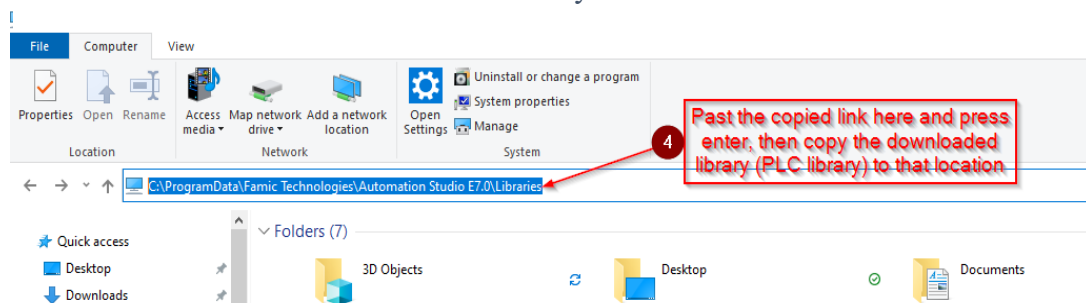 File Computer View
Properties Open Rename Access media Map network drive Add a network location Open Settings Uninstall or change a program
System properties
Manage
Location Network System
4
Past the copied link here and press
enter, then copy the downloaded
library (PLC library) to that location
C:\ProgramData\Famic Technologies\Automation Studio E7.0\Libraries
Quick access
Desktop
Downloads
Folders (7)
3D Objects Desktop Documents